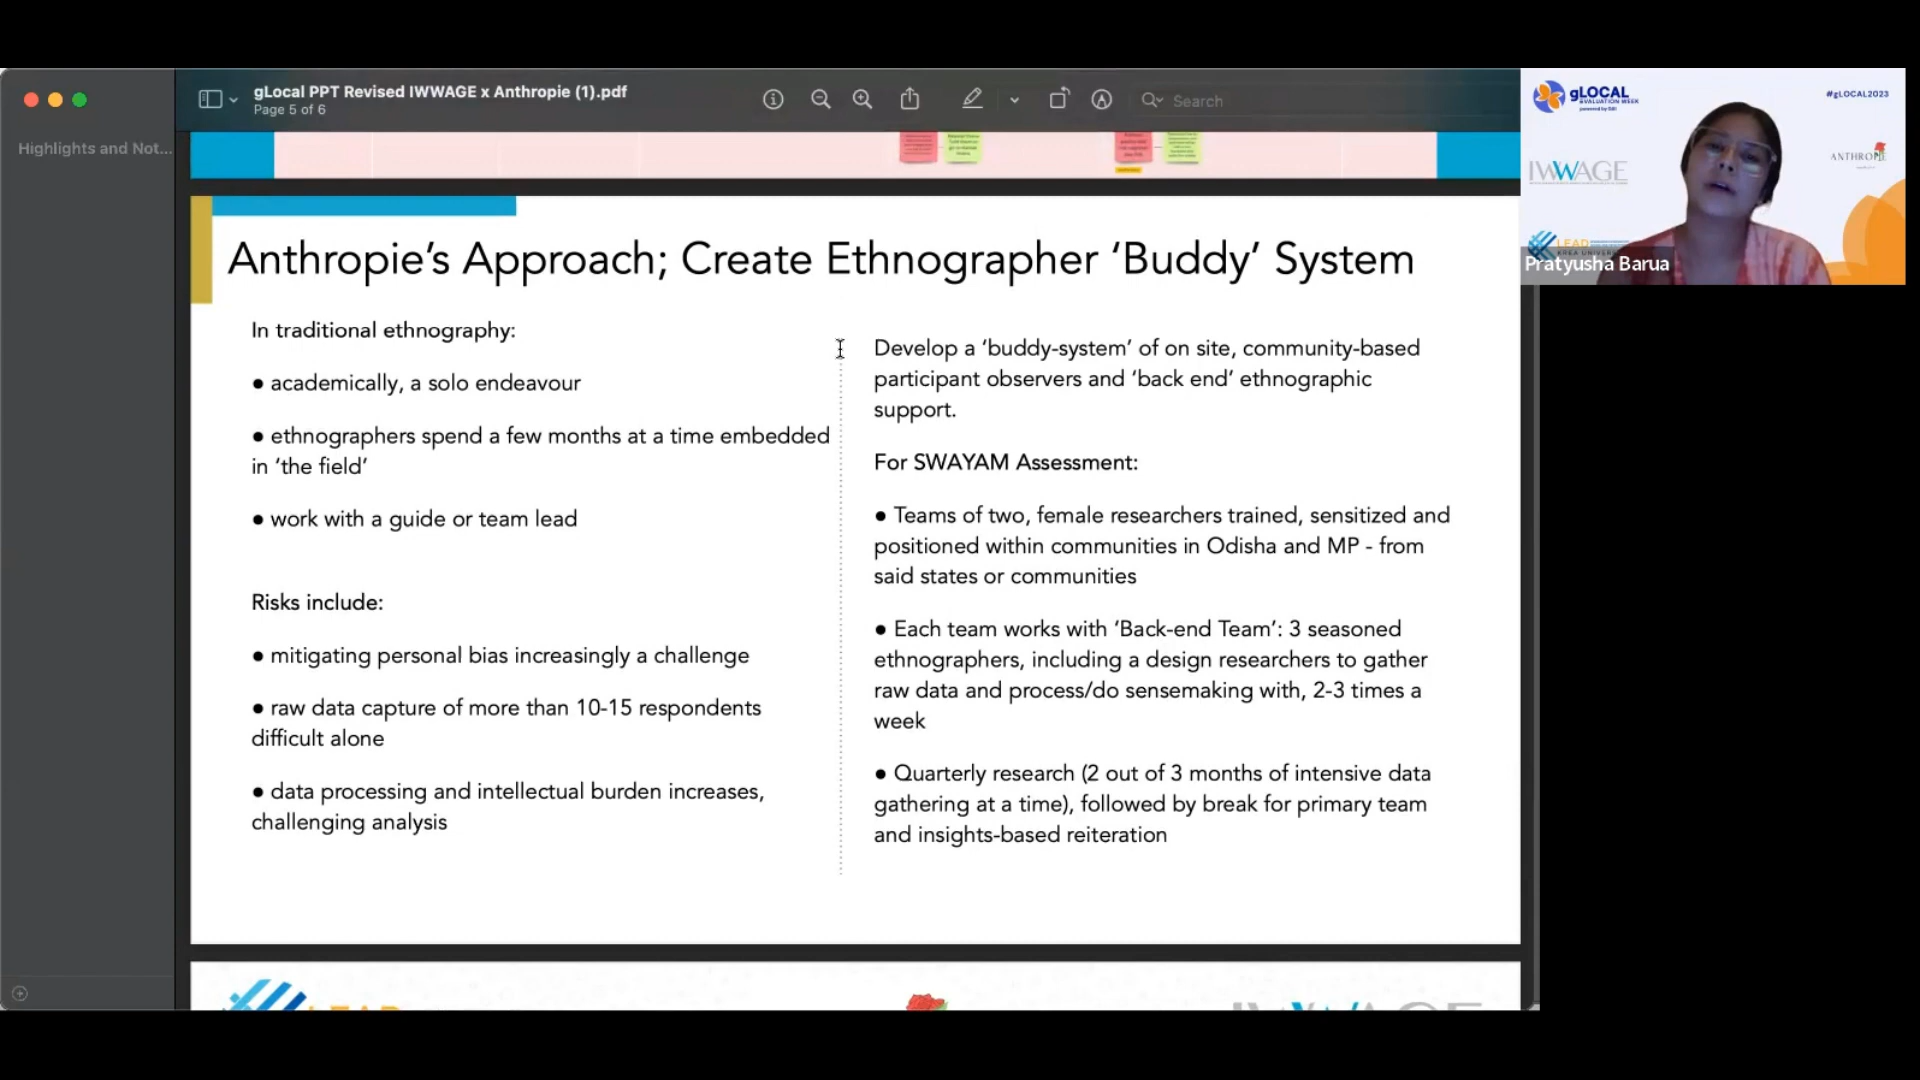 gLocal PPT Revised IWWAGE x Anthropie (1).pdf
Page 5 of 6
Search
Highlights and Not...
gLOCAL
EVALUATION WEEK
#gLOCAL2023
IWWAGE
ANTHROPIE
LEAD
Pratyusha Barua
Anthropie’s Approach; Create Ethnographer ‘Buddy’ System
In traditional ethnography:
● academically, a solo endeavour
● ethnographers spend a few months at a time embedded
in ‘the field’
● work with a guide or team lead
Risks include:
● mitigating personal bias increasingly a challenge
● raw data capture of more than 10-15 respondents
difficult alone
● data processing and intellectual burden increases,
challenging analysis
Develop a ‘buddy-system’ of on site, community-based
participant observers and ‘back end’ ethnographic
support.
For SWAYAM Assessment:
● Teams of two, female researchers trained, sensitized and
positioned within communities in Odisha and MP - from
said states or communities
● Each team works with ‘Back-end Team’: 3 seasoned
ethnographers, including a design researchers to gather
raw data and process/do sensemaking with, 2-3 times a
week
● Quarterly research (2 out of 3 months of intensive data
gathering at a time), followed by break for primary team
and insights-based reiteration